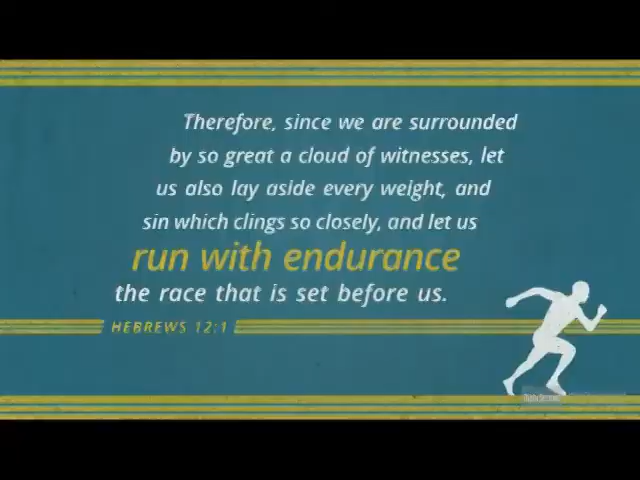 Therefore, since we are surrounded
by so great a cloud of witnesses, let
us also lay aside every weight, and
sin which clings so closely, and let us
run with endurance
the race that is set before us.
HEBREWS 12:1